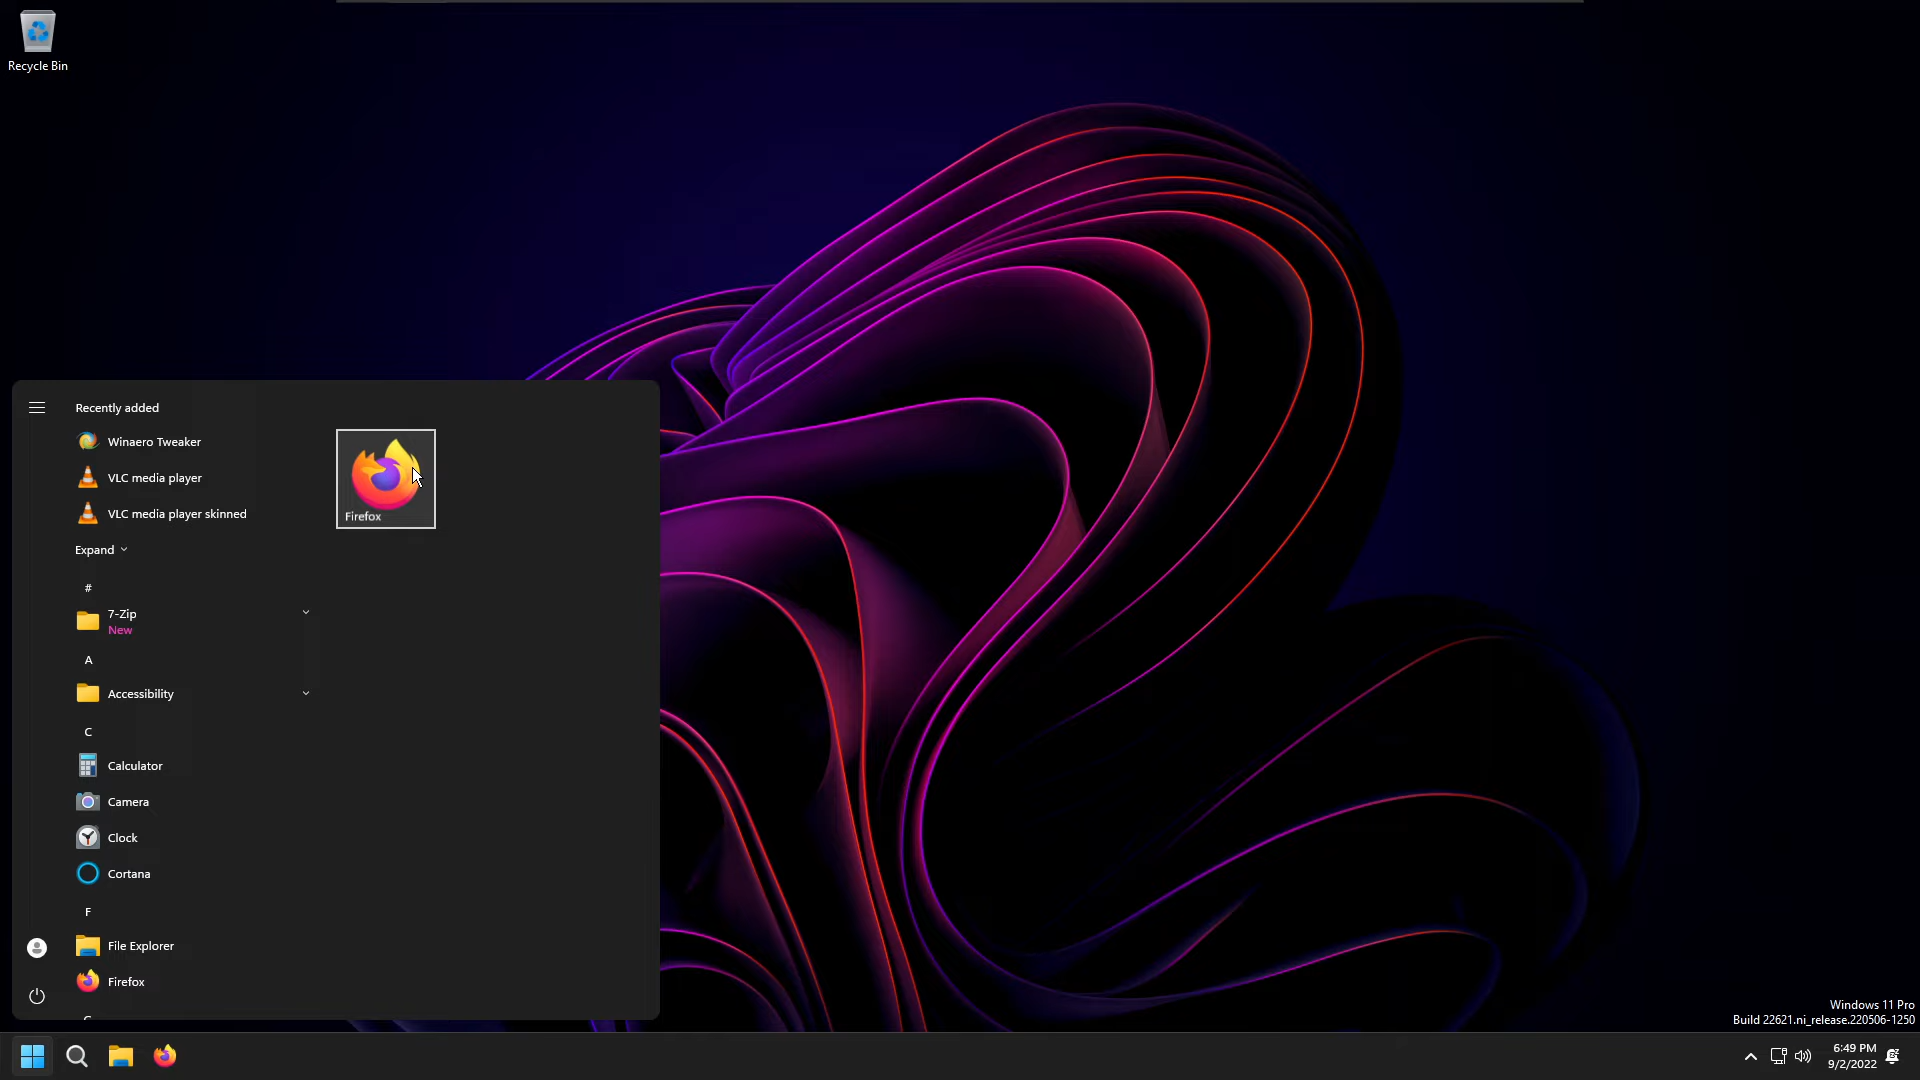 Recycle Bin
Recently added
Winaero Tweaker
VLC media player
VLC media player skinned
Expand
#
7-Zip
New
A
Accessibility
C
Calculator
Camera
Clock
Cortana
F
File Explorer
Firefox
Firefox
Windows 11 Pro
Build 22621.ni_release.220506-1250
6:49 PM
9/2/2022